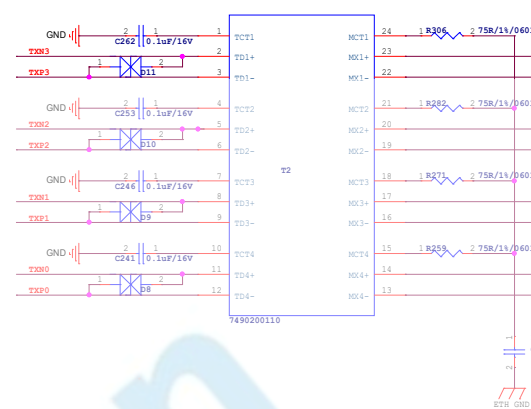 GND 2 1 1 TCT1 MCT1 24 1 R306 2 75R/1%/060
C262 0.1uF/16V
TXN3 2 TD1+ MX1+ 23
1 2
TXP3 D11 3 TD1- MX1- 22
GND 2 1 4 TCT2 MCT2 21 1 R282 2 75R/1%/060
C253 0.1uF/16V
TXN2 5 TD2+ MX2+ 20
1 2
TXP2 D10 6 TD2- MX2- 19
T2
GND 2 1 7 TCT3 MCT3 18 1 R271 2 75R/1%/060
C246 0.1uF/16V
TXN1 8 TD3+ MX3+ 17
1 2
TXP1 D9 9 TD3- MX3- 16
GND 2 1 10 TCT4 MCT4 15 1 R259 2 75R/1%/060
C241 0.1uF/16V
TXN0 11 TD4+ MX4+ 14
1 2
TXP0 D8 12 TD4- MX4- 13
7490200110
1
2
ETH GND